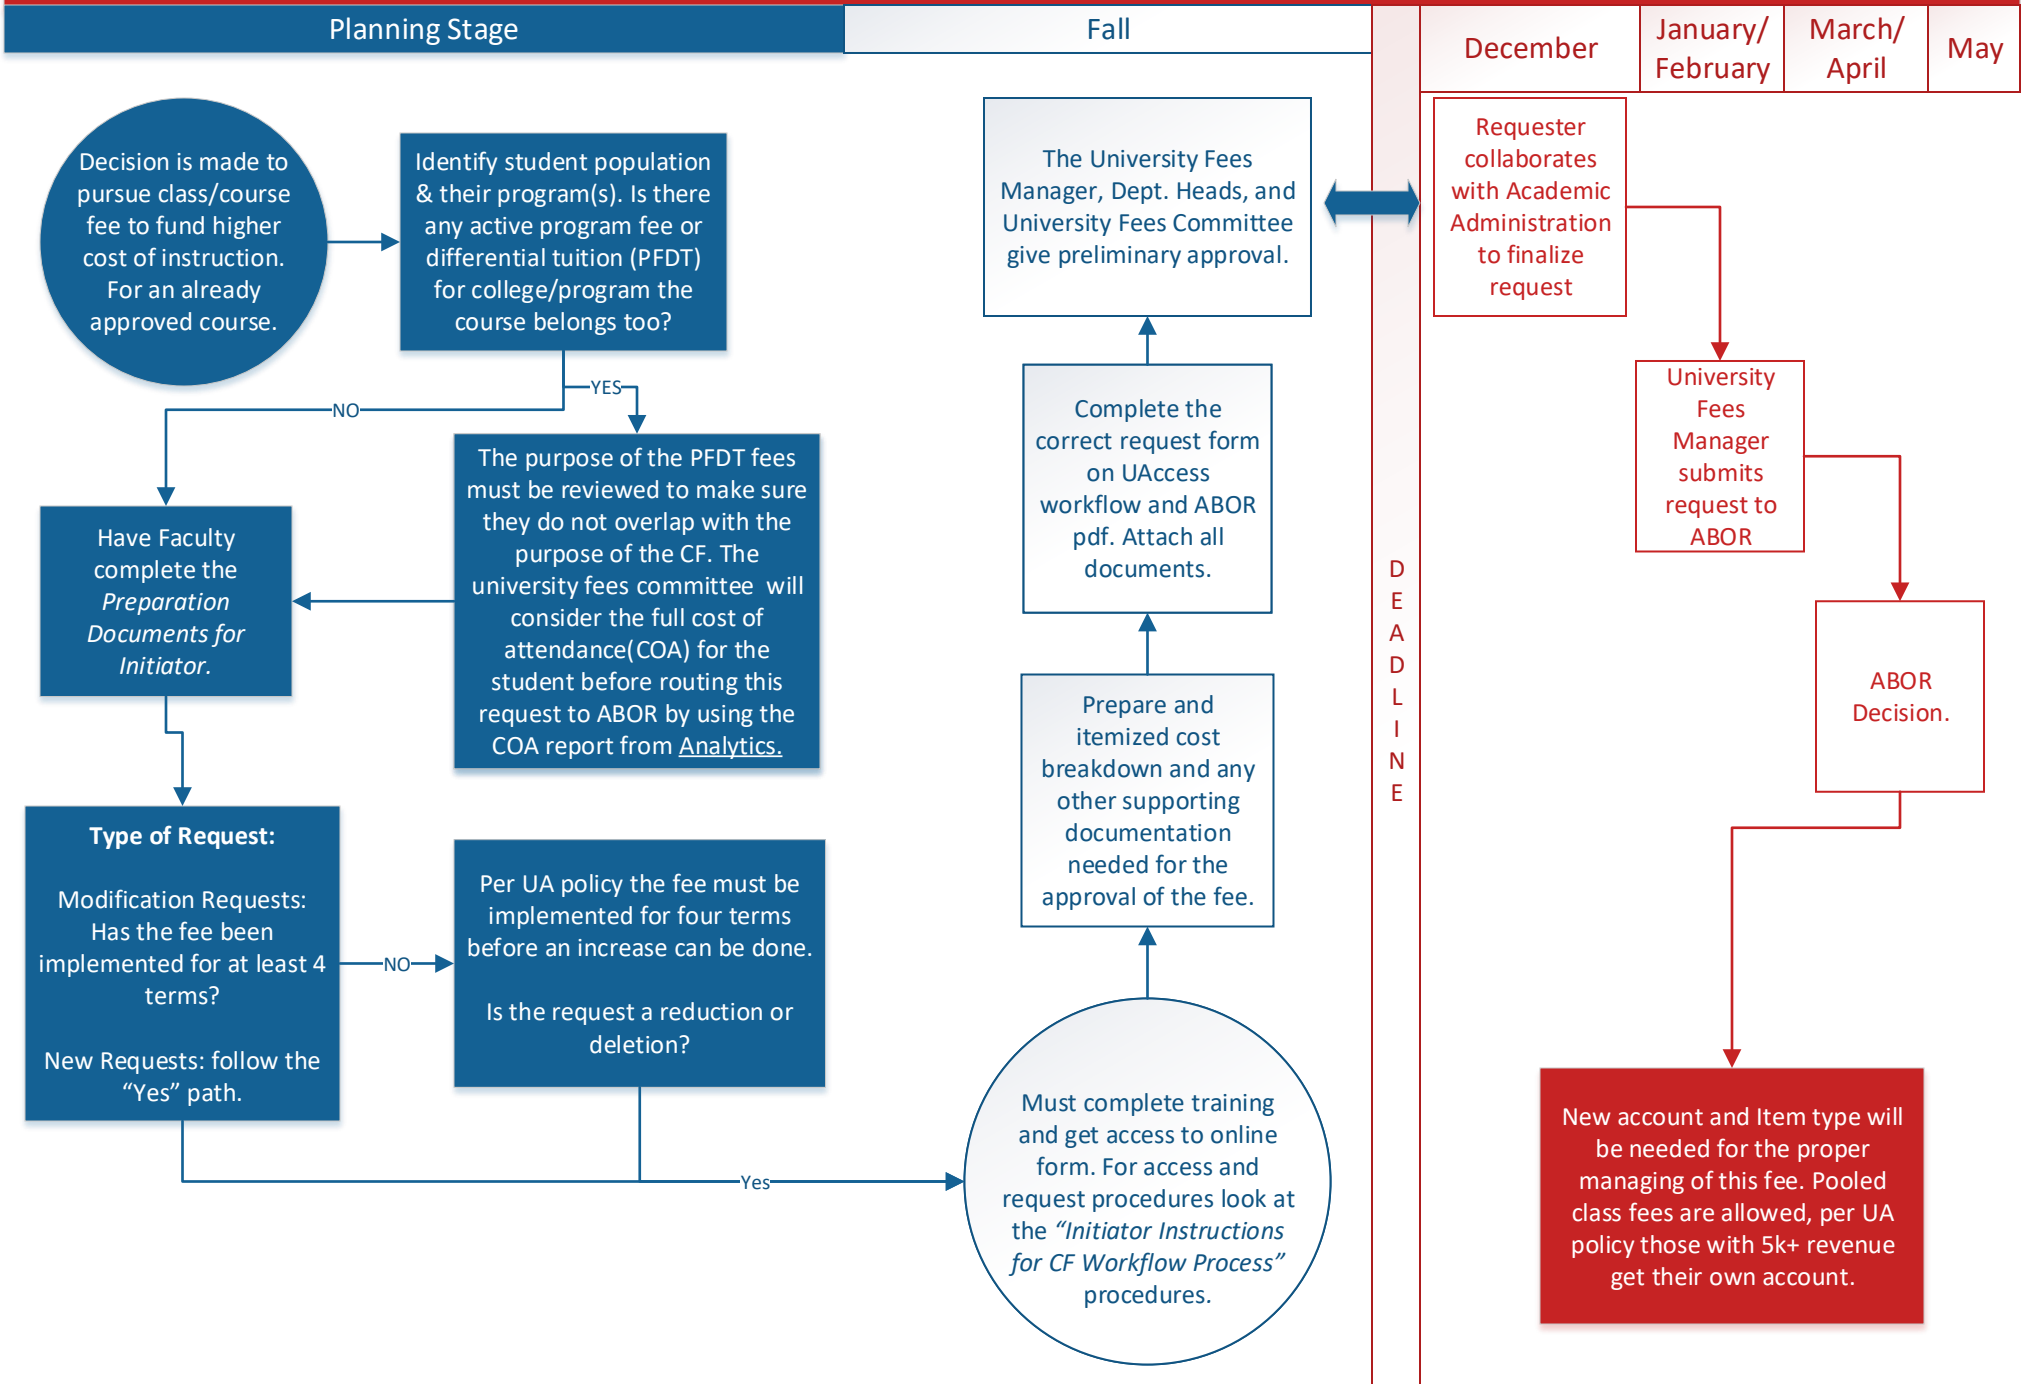 Planning Stage
Fall
December
January/
February
March/
April
May
Decision is made to
pursue class/course
fee to fund higher
cost of instruction.
For an already
approved course.
Identify student population
& their program(s). Is there
any active program fee or
differential tuition (PFDT)
for college/program the
course belongs too?
NO
YES
The purpose of the PFDT fees
must be reviewed to make sure
they do not overlap with the
purpose of the CF. The
university fees committee will
consider the full cost of
attendance(COA) for the
student before routing this
request to ABOR by using the
COA report from Analytics.
Have Faculty
complete the
Preparation
Documents for
Initiator.
Type of Request:
Modification Requests:
Has the fee been
implemented for at least 4
terms?
New Requests: follow the
“Yes” path.
NO
Per UA policy the fee must be
implemented for four terms
before an increase can be done.
Is the request a reduction or
deletion?
Yes
Must complete training
and get access to online
form. For access and
request procedures look at
the “Initiator Instructions
for CF Workflow Process”
procedures.
Prepare and
itemized cost
breakdown and any
other supporting
documentation
needed for the
approval of the fee.
Complete the
correct request form
on UAccess
workflow and ABOR
pdf. Attach all
documents.
The University Fees
Manager, Dept. Heads, and
University Fees Committee
give preliminary approval.
D
E
A
D
L
I
N
E
Requester
collaborates
with Academic
Administration
to finalize
request
University
Fees
Manager
submits
request to
ABOR
ABOR
Decision.
New account and Item type will
be needed for the proper
managing of this fee. Pooled
class fees are allowed, per UA
policy those with 5k+ revenue
get their own account.